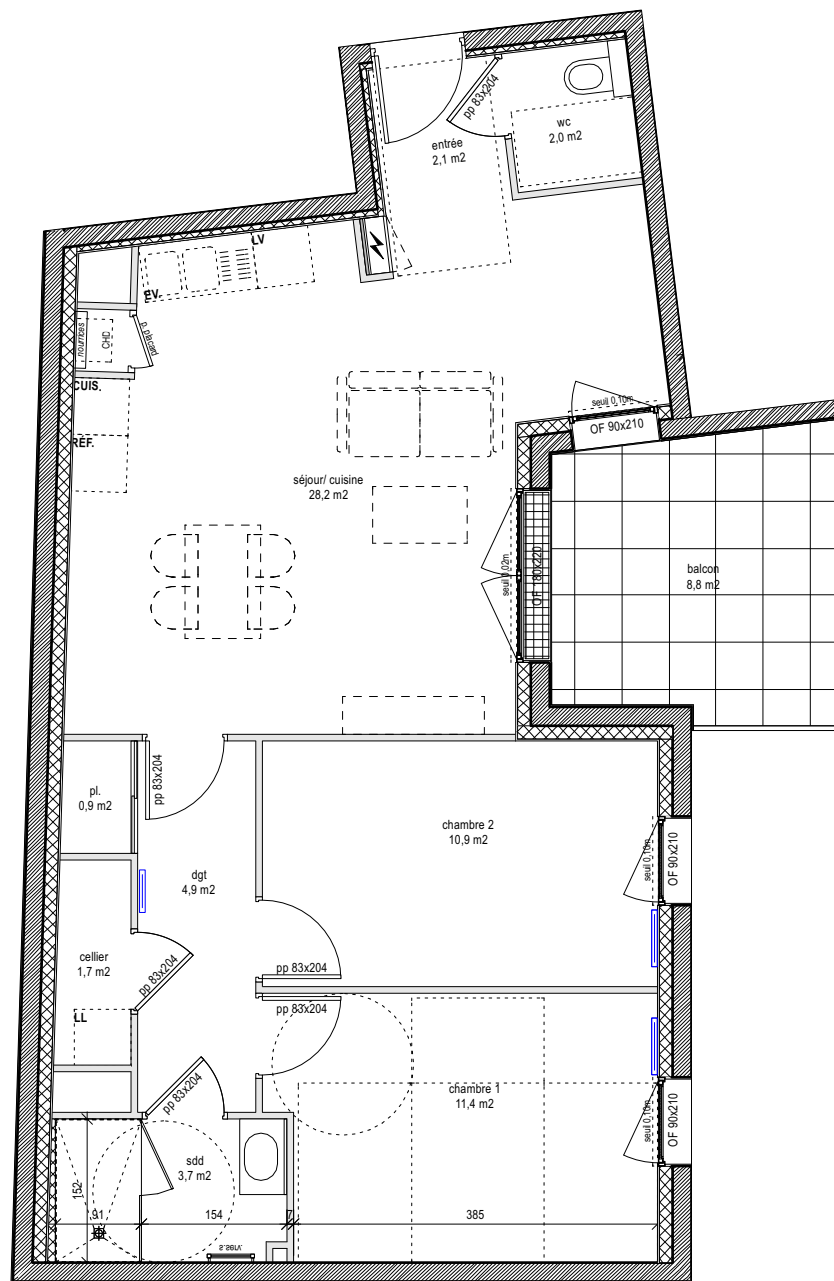 pp 83x204
wc
2,0 m2
entrée
2,1 m2
LV
EV.
nourrices
CHD
p. placard
CUIS.
RÉF.
seuil 0,10m
OF 90x210
séjour/ cuisine
28,2 m2
seuil 0,02m
OF 180x220
balcon
8,8 m2
pp 83x204
pl.
0,9 m2
chambre 2
10,9 m2
seuil 0,10m
OF 90x210
dgt
4,9 m2
cellier
1,7 m2
pp 83x204
pp 83x204
pp 83x204
LL
pp 83x204
chambre 1
11,4 m2
seuil 0,10m
OF 90x210
sdd
3,7 m2
152
91
154
7
385
s.serv.